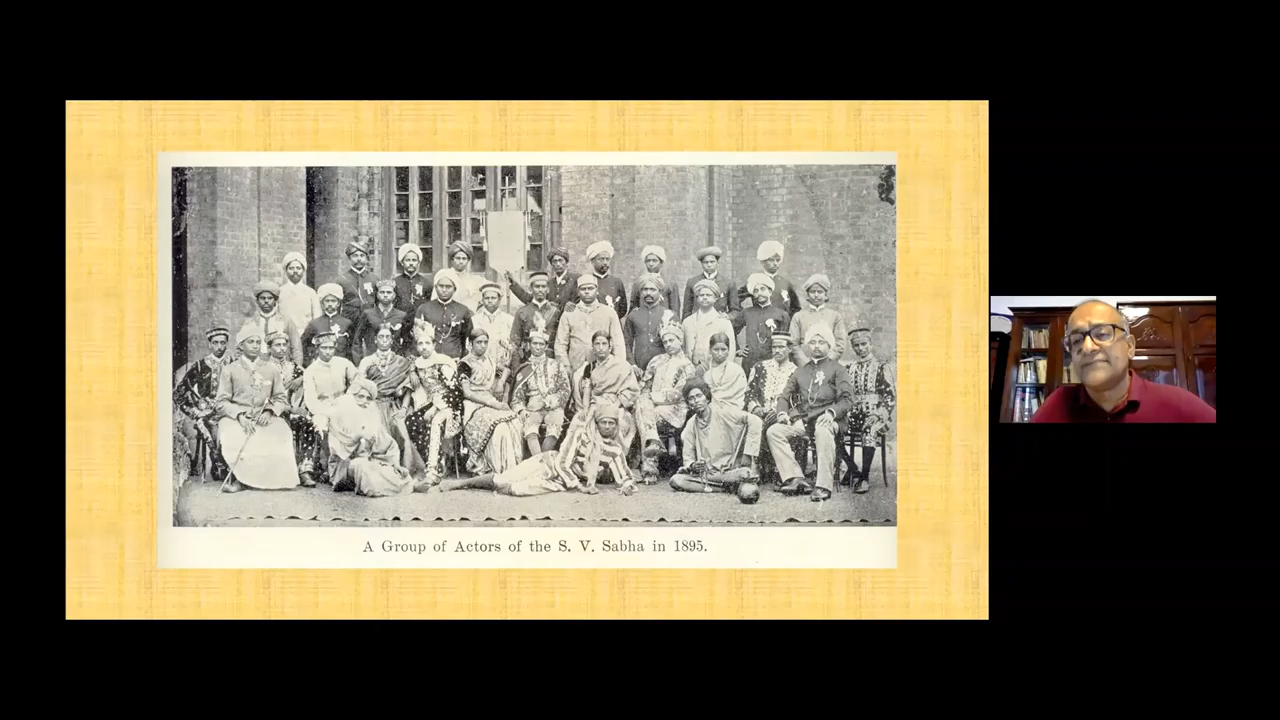 A Group of Actors of the S. V. Sabha in 1895.